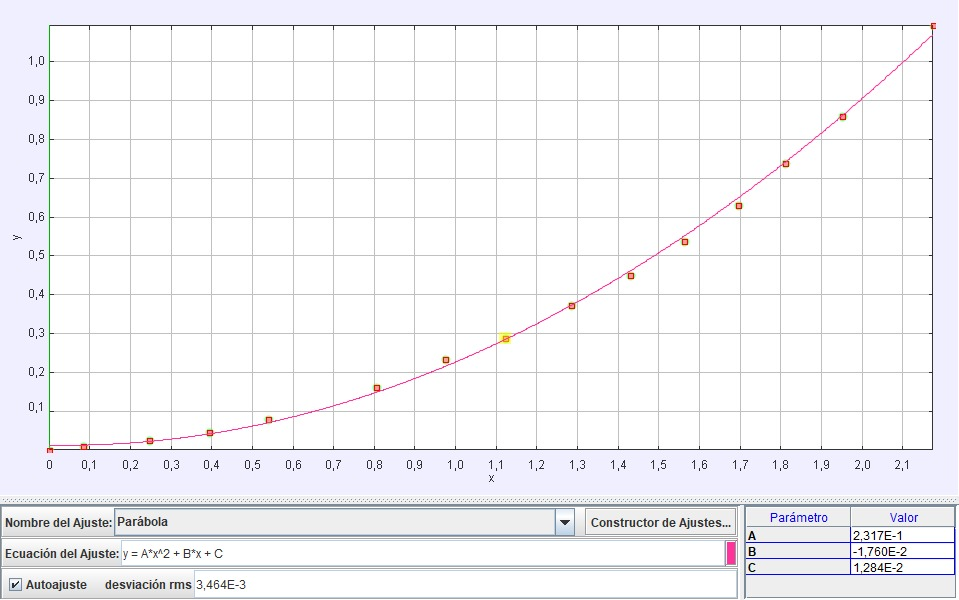 1,0
0,9
0,8
0,7
0,6
y
0,5
0,4
0,3
0,2
0,1
0 0,1 0,2 0,3 0,4 0,5 0,6 0,7 0,8 0,9 1,0 1,1 1,2 1,3 1,4 1,5 1,6 1,7 1,8 1,9 2,0 2,1
x
Nombre del Ajuste: Parábola Constructor de Ajustes...
Ecuación del Ajuste: y = A*x^2 + B*x + C
Autoajuste desviación rms 3,464E-3
Parámetro Valor
A 2,317E-1
B -1,760E-2
C 1,284E-2